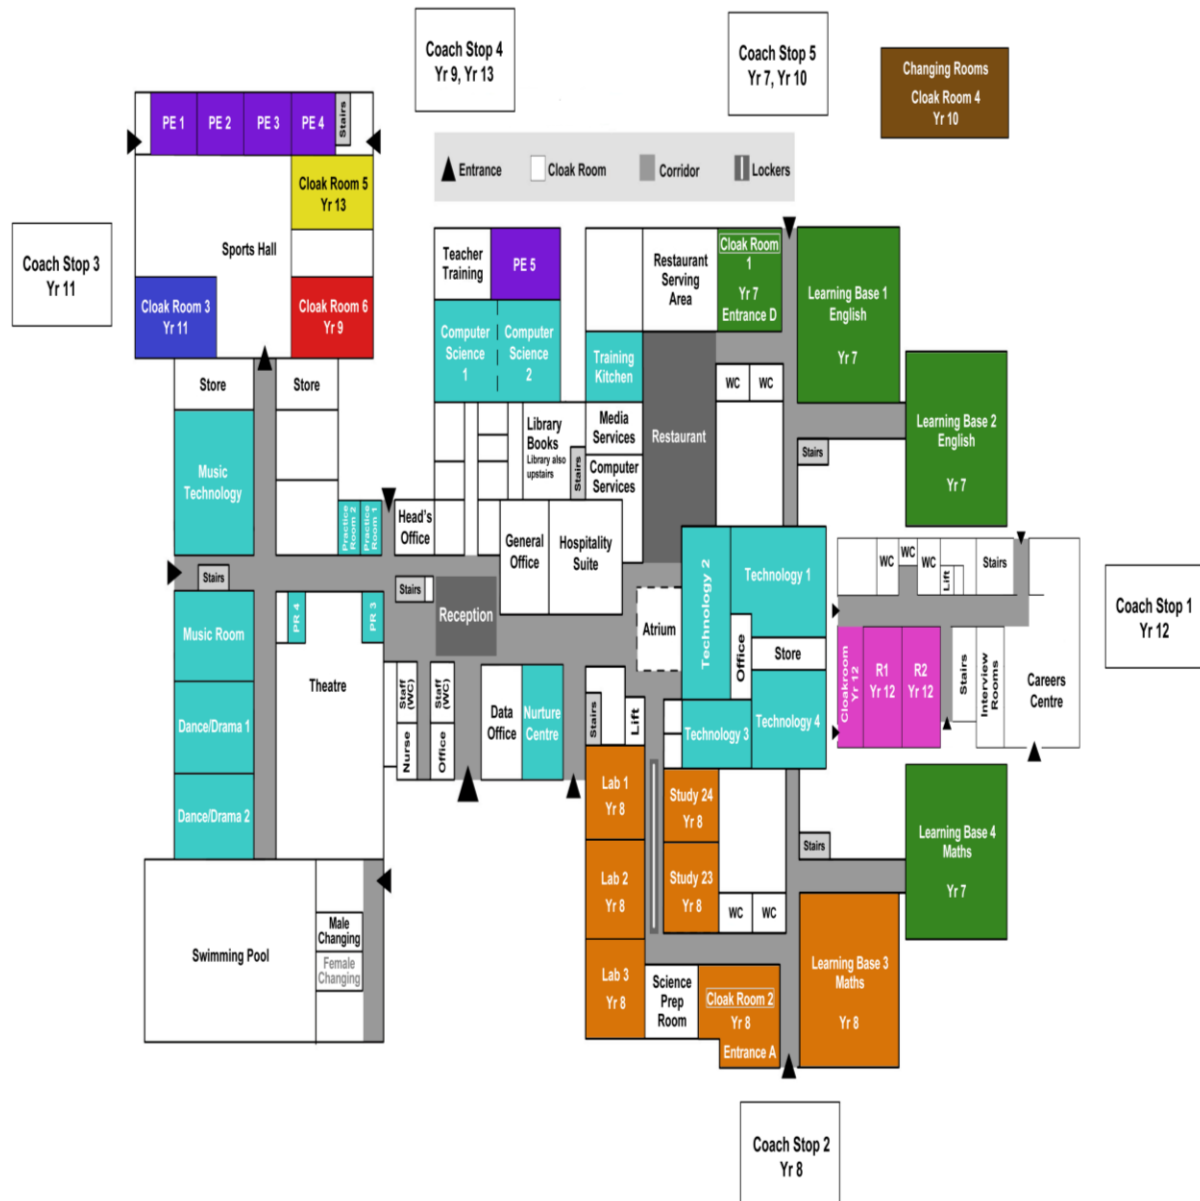 Coach Stop 4
Yr 9, Yr 13
Coach Stop 5
Yr 7, Yr 10
Changing Rooms
Cloak Room 4
Yr 10
PE 1
PE 2
PE 3
PE 4
Stairs
Entrance
Cloak Room
Corridor
Lockers
Cloak Room 5
Yr 13
Sports Hall
Coach Stop 3
Yr 11
Cloak Room 3
Yr 11
Cloak Room 6
Yr 9
Teacher
Training
PE 5
Restaurant
Serving
Area
Cloak Room
1
Yr 7
Entrance D
Learning Base 1
English
Yr 7
Computer
Science
1
Computer
Science
2
Training
Kitchen
Store
Store
WC
WC
Learning Base 2
English
Yr 7
Library
Books
Library also
upstairs
Stairs
Media
Services
Computer
Services
Restaurant
Stairs
Music
Technology
Practice
Room 2
Practice
Room 1
Head's
Office
General
Office
Hospitality
Suite
Technology 2
Technology 1
WC
WC
WC
Lift
Stairs
Coach Stop 1
Yr 12
Stairs
Stairs
Reception
Atrium
PR 4
PR 3
Music Room
Theatre
Office
Store
Cloakroom
Yr 12
R1
Yr 12
R2
Yr 12
Stairs
Interview
Rooms
Careers
Centre
Staff
(WC)
Staff
(WC)
Nurse
Office
Data
Office
Nurture
Centre
Stairs
Lift
Technology 3
Technology 4
Dance/Drama 1
Dance/Drama 2
Lab 1
Yr 8
Study 24
Yr 8
Learning Base 4
Maths
Yr 7
Stairs
Lab 2
Yr 8
Study 23
Yr 8
WC
WC
Swimming Pool
Male
Changing
Female
Changing
Lab 3
Yr 8
Science
Prep
Room
Cloak Room 2
Yr 8
Entrance A
Learning Base 3
Maths
Yr 8
Coach Stop 2
Yr 8